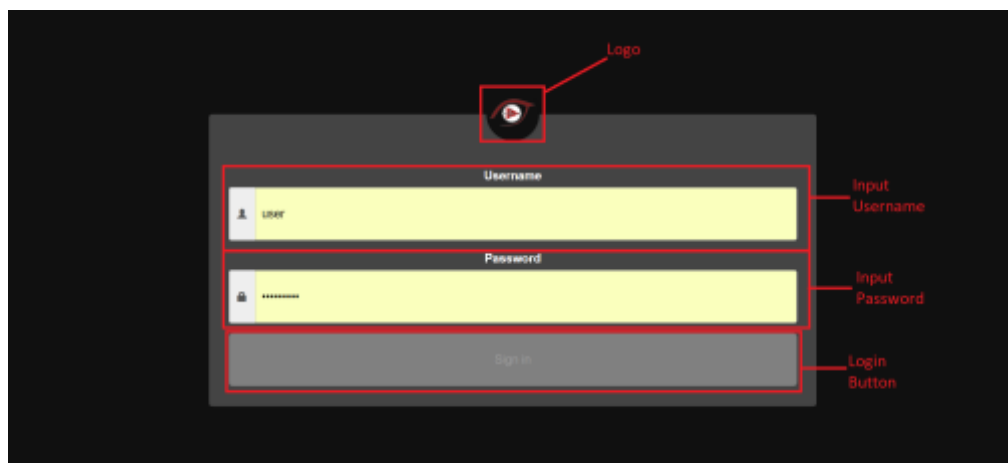 Logo
Username
Input
Username
user
Password
Input
Password
•••••••••
Sign in
Login
Button